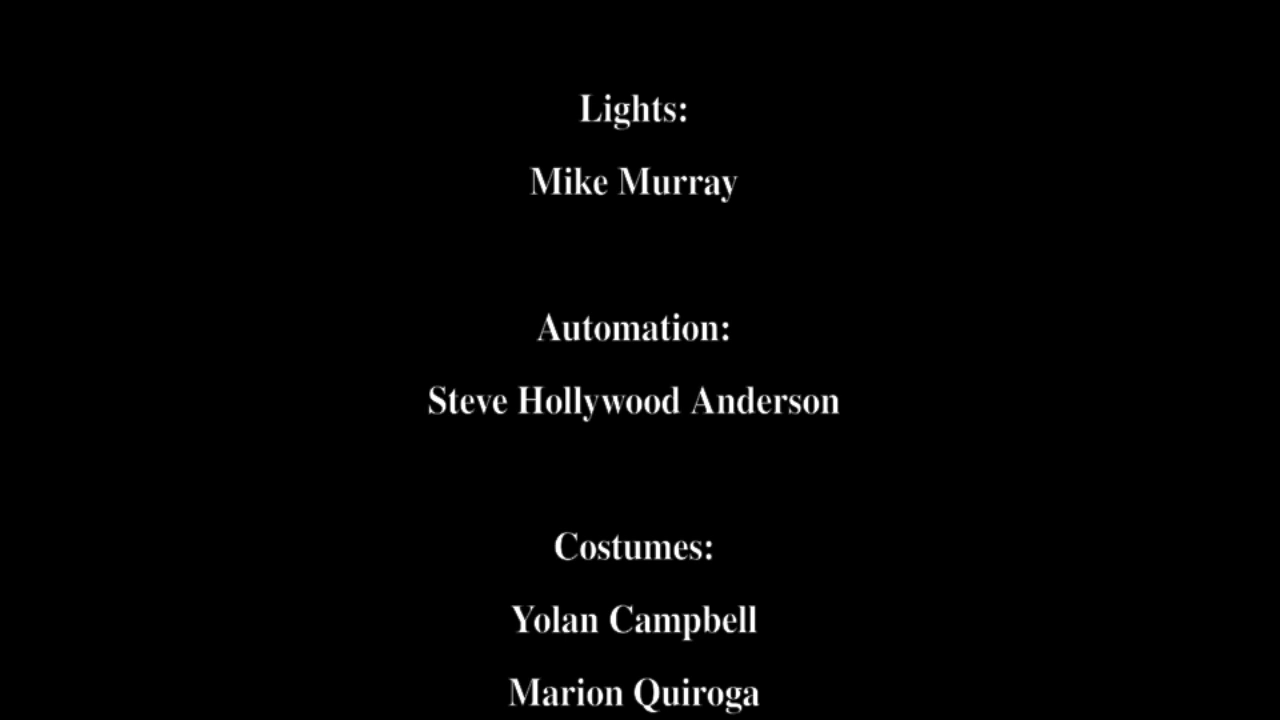 Lights:
Mike Murray
Automation:
Steve Hollywood Anderson
Costumes:
Yolan Campbell
Marion Quiroga